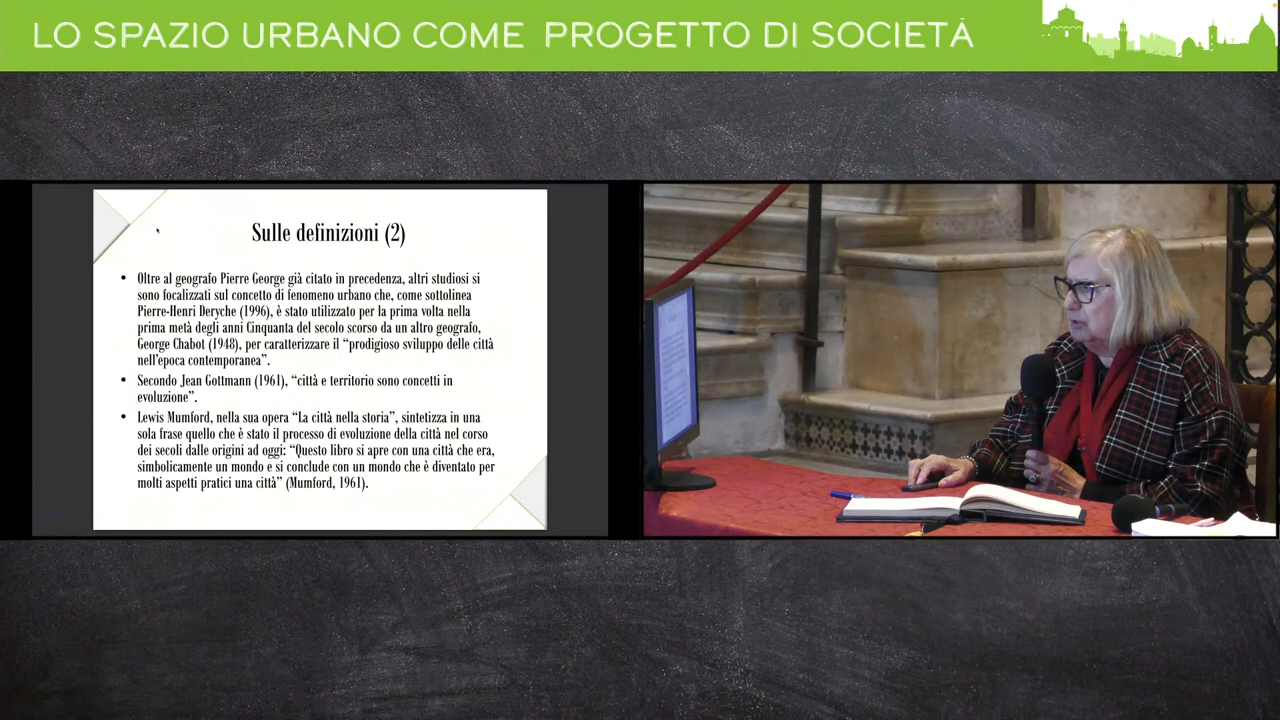 LO SPAZIO URBANO COME PROGETTO DI SOCIETÀ
Sulle definizioni (2)
• Oltre al geografo Pierre George già citato in precedenza, altri studiosi si
sono focalizzati sul concetto di fenomeno urbano che, come sottolinea
Pierre-Henri Deryche (1996), è stato utilizzato per la prima volta nella
prima metà degli anni Cinquanta del secolo scorso da un altro geografo,
George Chabot (1948), per caratterizzare il “prodigioso sviluppo delle città
nell’epoca contemporanea”.
• Secondo Jean Gottmann (1961), “città e territorio sono concetti in
evoluzione”.
• Lewis Mumford, nella sua opera “La città nella storia”, sintetizza in una
sola frase quello che è stato il processo di evoluzione della città nel corso
dei secoli dalle origini ad oggi: “Questo libro si apre con una città che era,
simbolicamente un mondo e si conclude con un mondo che è diventato per
molti aspetti pratici una città” (Mumford, 1961).